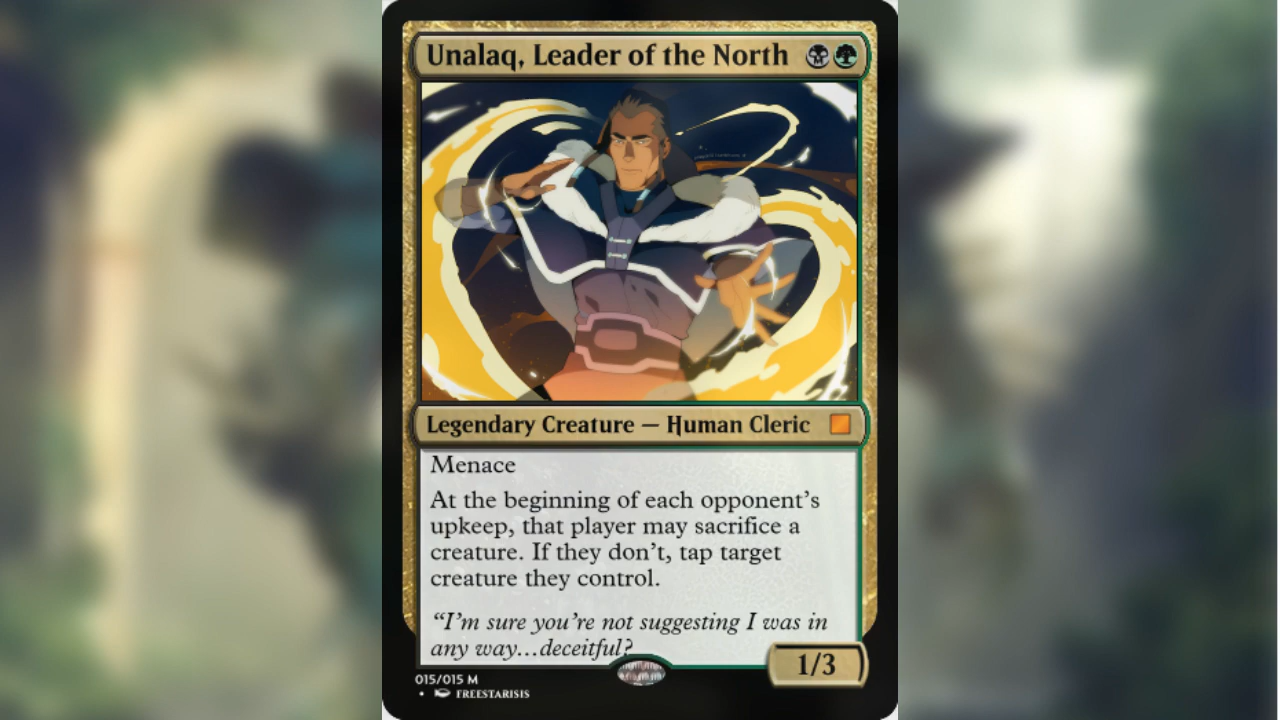 Unalaq, Leader of the North
Legendary Creature — Human Cleric
Menace
At the beginning of each opponent's
upkeep, that player may sacrifice a
creature. If they don't, tap target
creature they control.
“I'm sure you're not suggesting I was in
any way...deceitful?
1/3
015/015 M
• FREESTARISIS